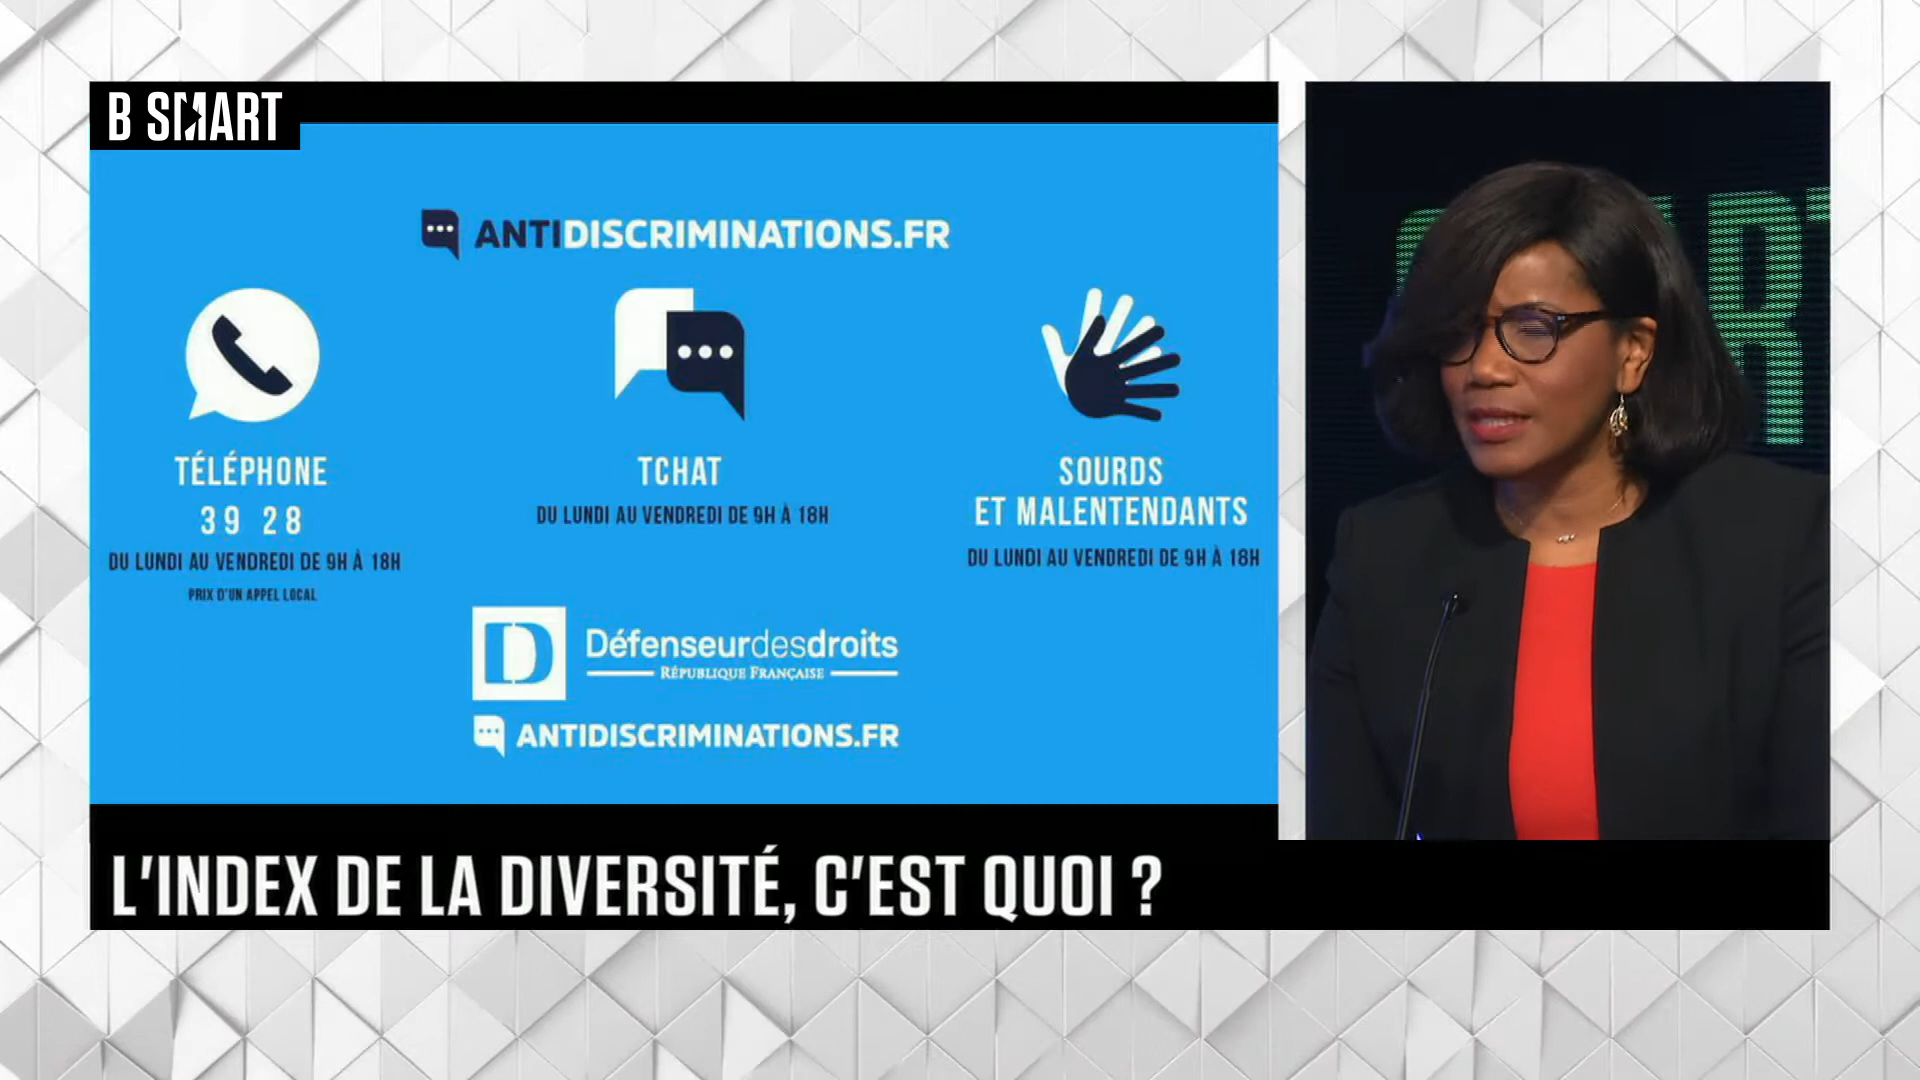 B SMART
ANTIDISCRIMINATIONS.FR
TÉLÉPHONE
39 28
DU LUNDI AU VENDREDI DE 9H À 18H
PRIX D'UN APPEL LOCAL
TCHAT
DU LUNDI AU VENDREDI DE 9H À 18H
SOURDS
ET MALENTENDANTS
DU LUNDI AU VENDREDI DE 9H À 18H
Défenseurdesdroits
RÉPUBLIQUE FRANÇAISE
ANTIDISCRIMINATIONS.FR
L'INDEX DE LA DIVERSITÉ, C'EST QUOI ?